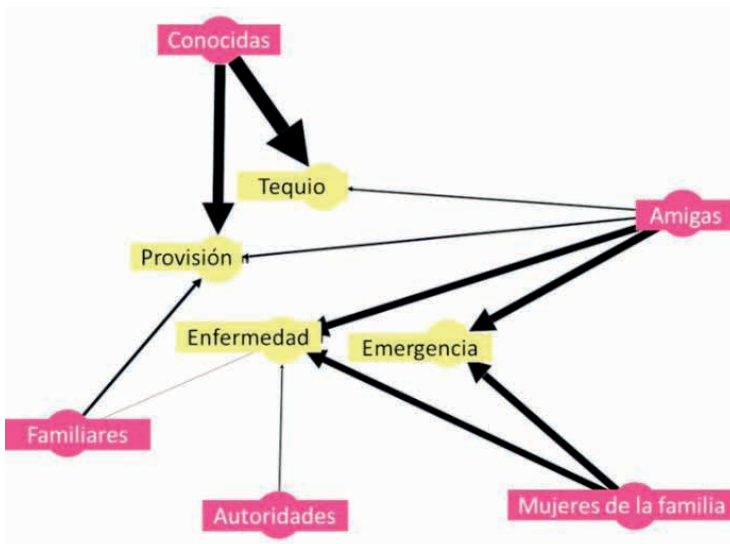 Conocidas
Tequio
Amigas
Provisión
Enfermedad
Emergencia
Familiares
Autoridades
Mujeres de la familia